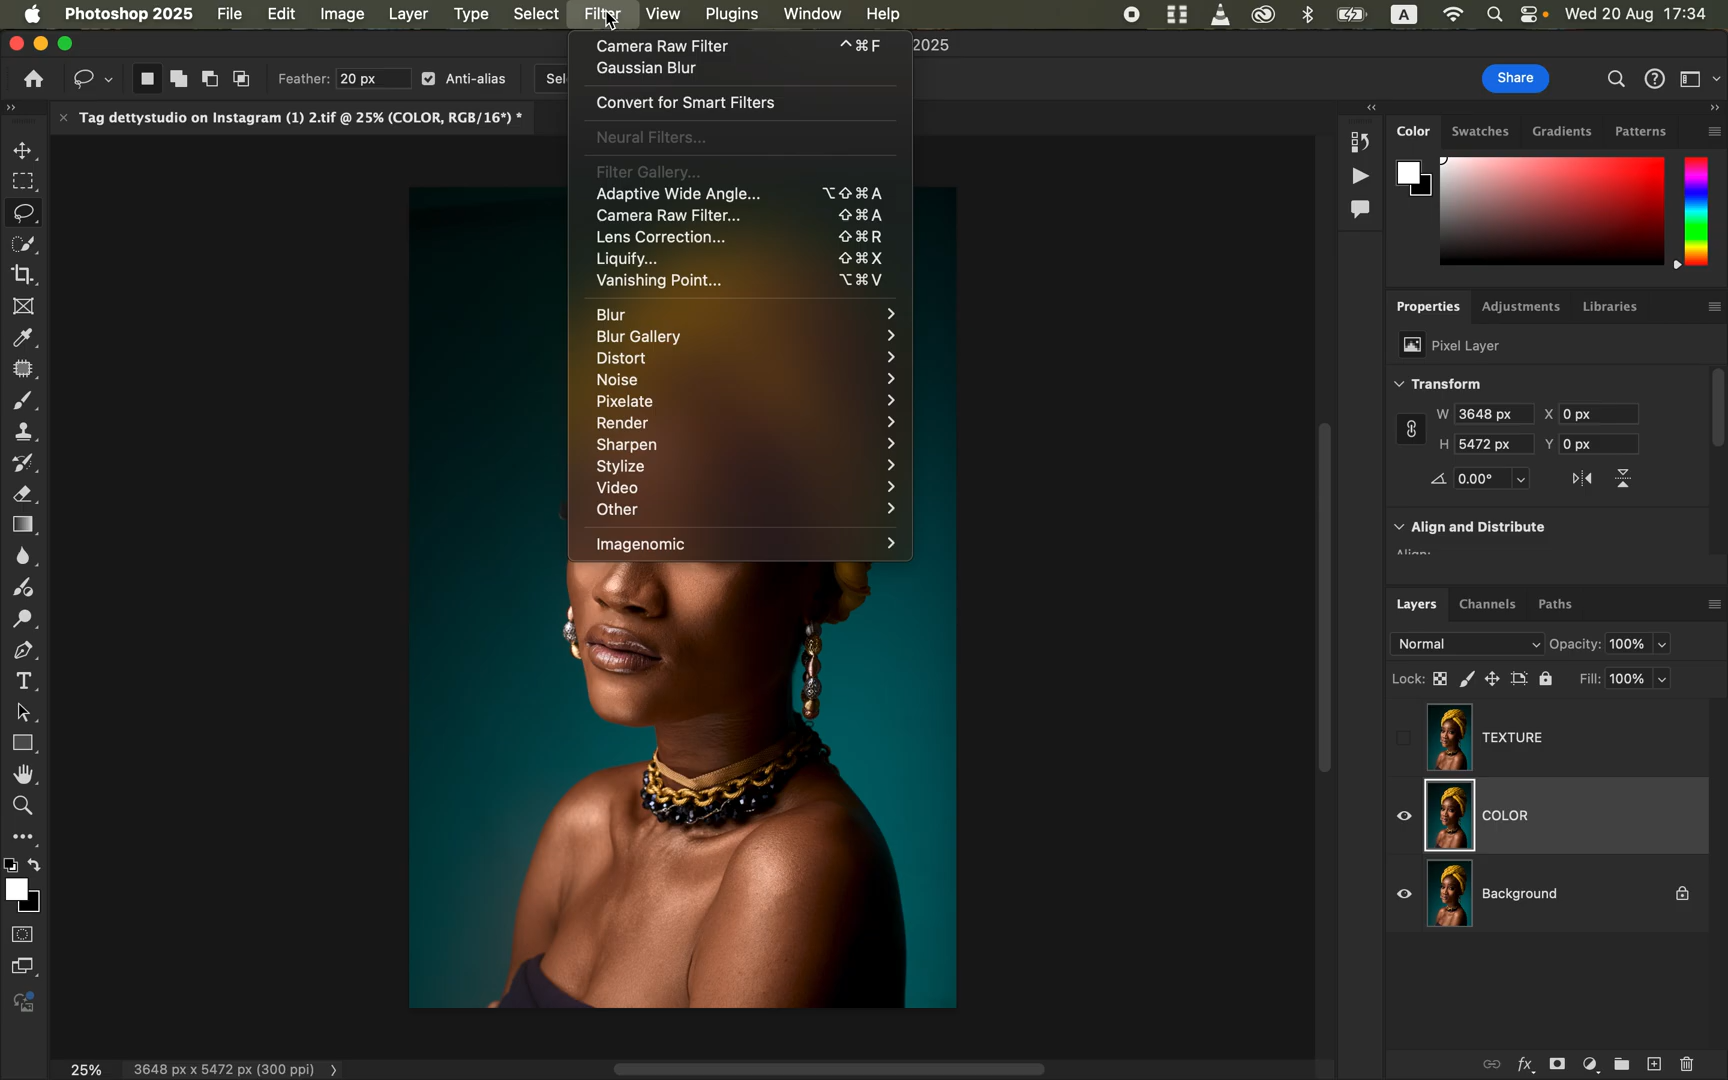 Photoshop 2025 File Edit Image Layer Type Select Filter View Plugins Window Help A Wed 20 Aug 17:34
2025
Feather: 20 px Anti-alias Sel Share
Tag dettystudio on Instagram (1) 2.tif @ 25% (COLOR, RGB/16*) *
Camera Raw Filter ^⌘F
Gaussian Blur
Convert for Smart Filters
Neural Filters...
Filter Gallery...
Adaptive Wide Angle... ⌥⇧⌘A
Camera Raw Filter... ⇧⌘A
Lens Correction... ⇧⌘R
Liquify... ⇧⌘X
Vanishing Point... ⌥⌘V
Blur
Blur Gallery
Distort
Noise
Pixelate
Render
Sharpen
Stylize
Video
Other
Imagenomic
Color Swatches Gradients Patterns
Properties Adjustments Libraries
Pixel Layer
Transform
W 3648 px X 0 px
H 5472 px Y 0 px
0.00°
Align and Distribute
Align:
Layers Channels Paths
Normal Opacity: 100%
Lock: Fill: 100%
TEXTURE
COLOR
Background
fx
25% 3648 px x 5472 px (300 ppi)